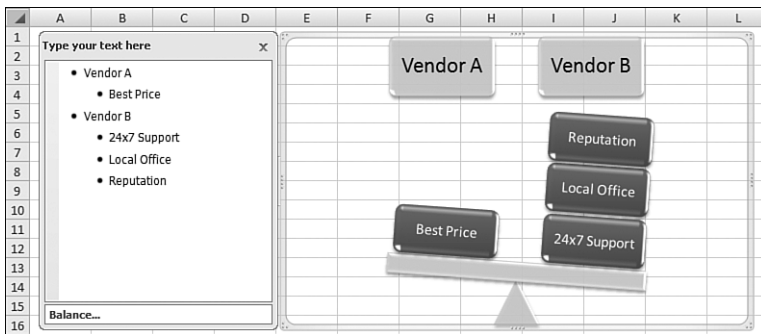 A B C D E F G H I J K L
1
2
3
4
5
6
7
8
9
10
11
12
13
14
15
16
Type your text here x
Vendor A
Best Price
Vendor B
24x7 Support
Local Office
Reputation
Balance...
Vendor A
Vendor B
Reputation
Local Office
Best Price
24x7 Support